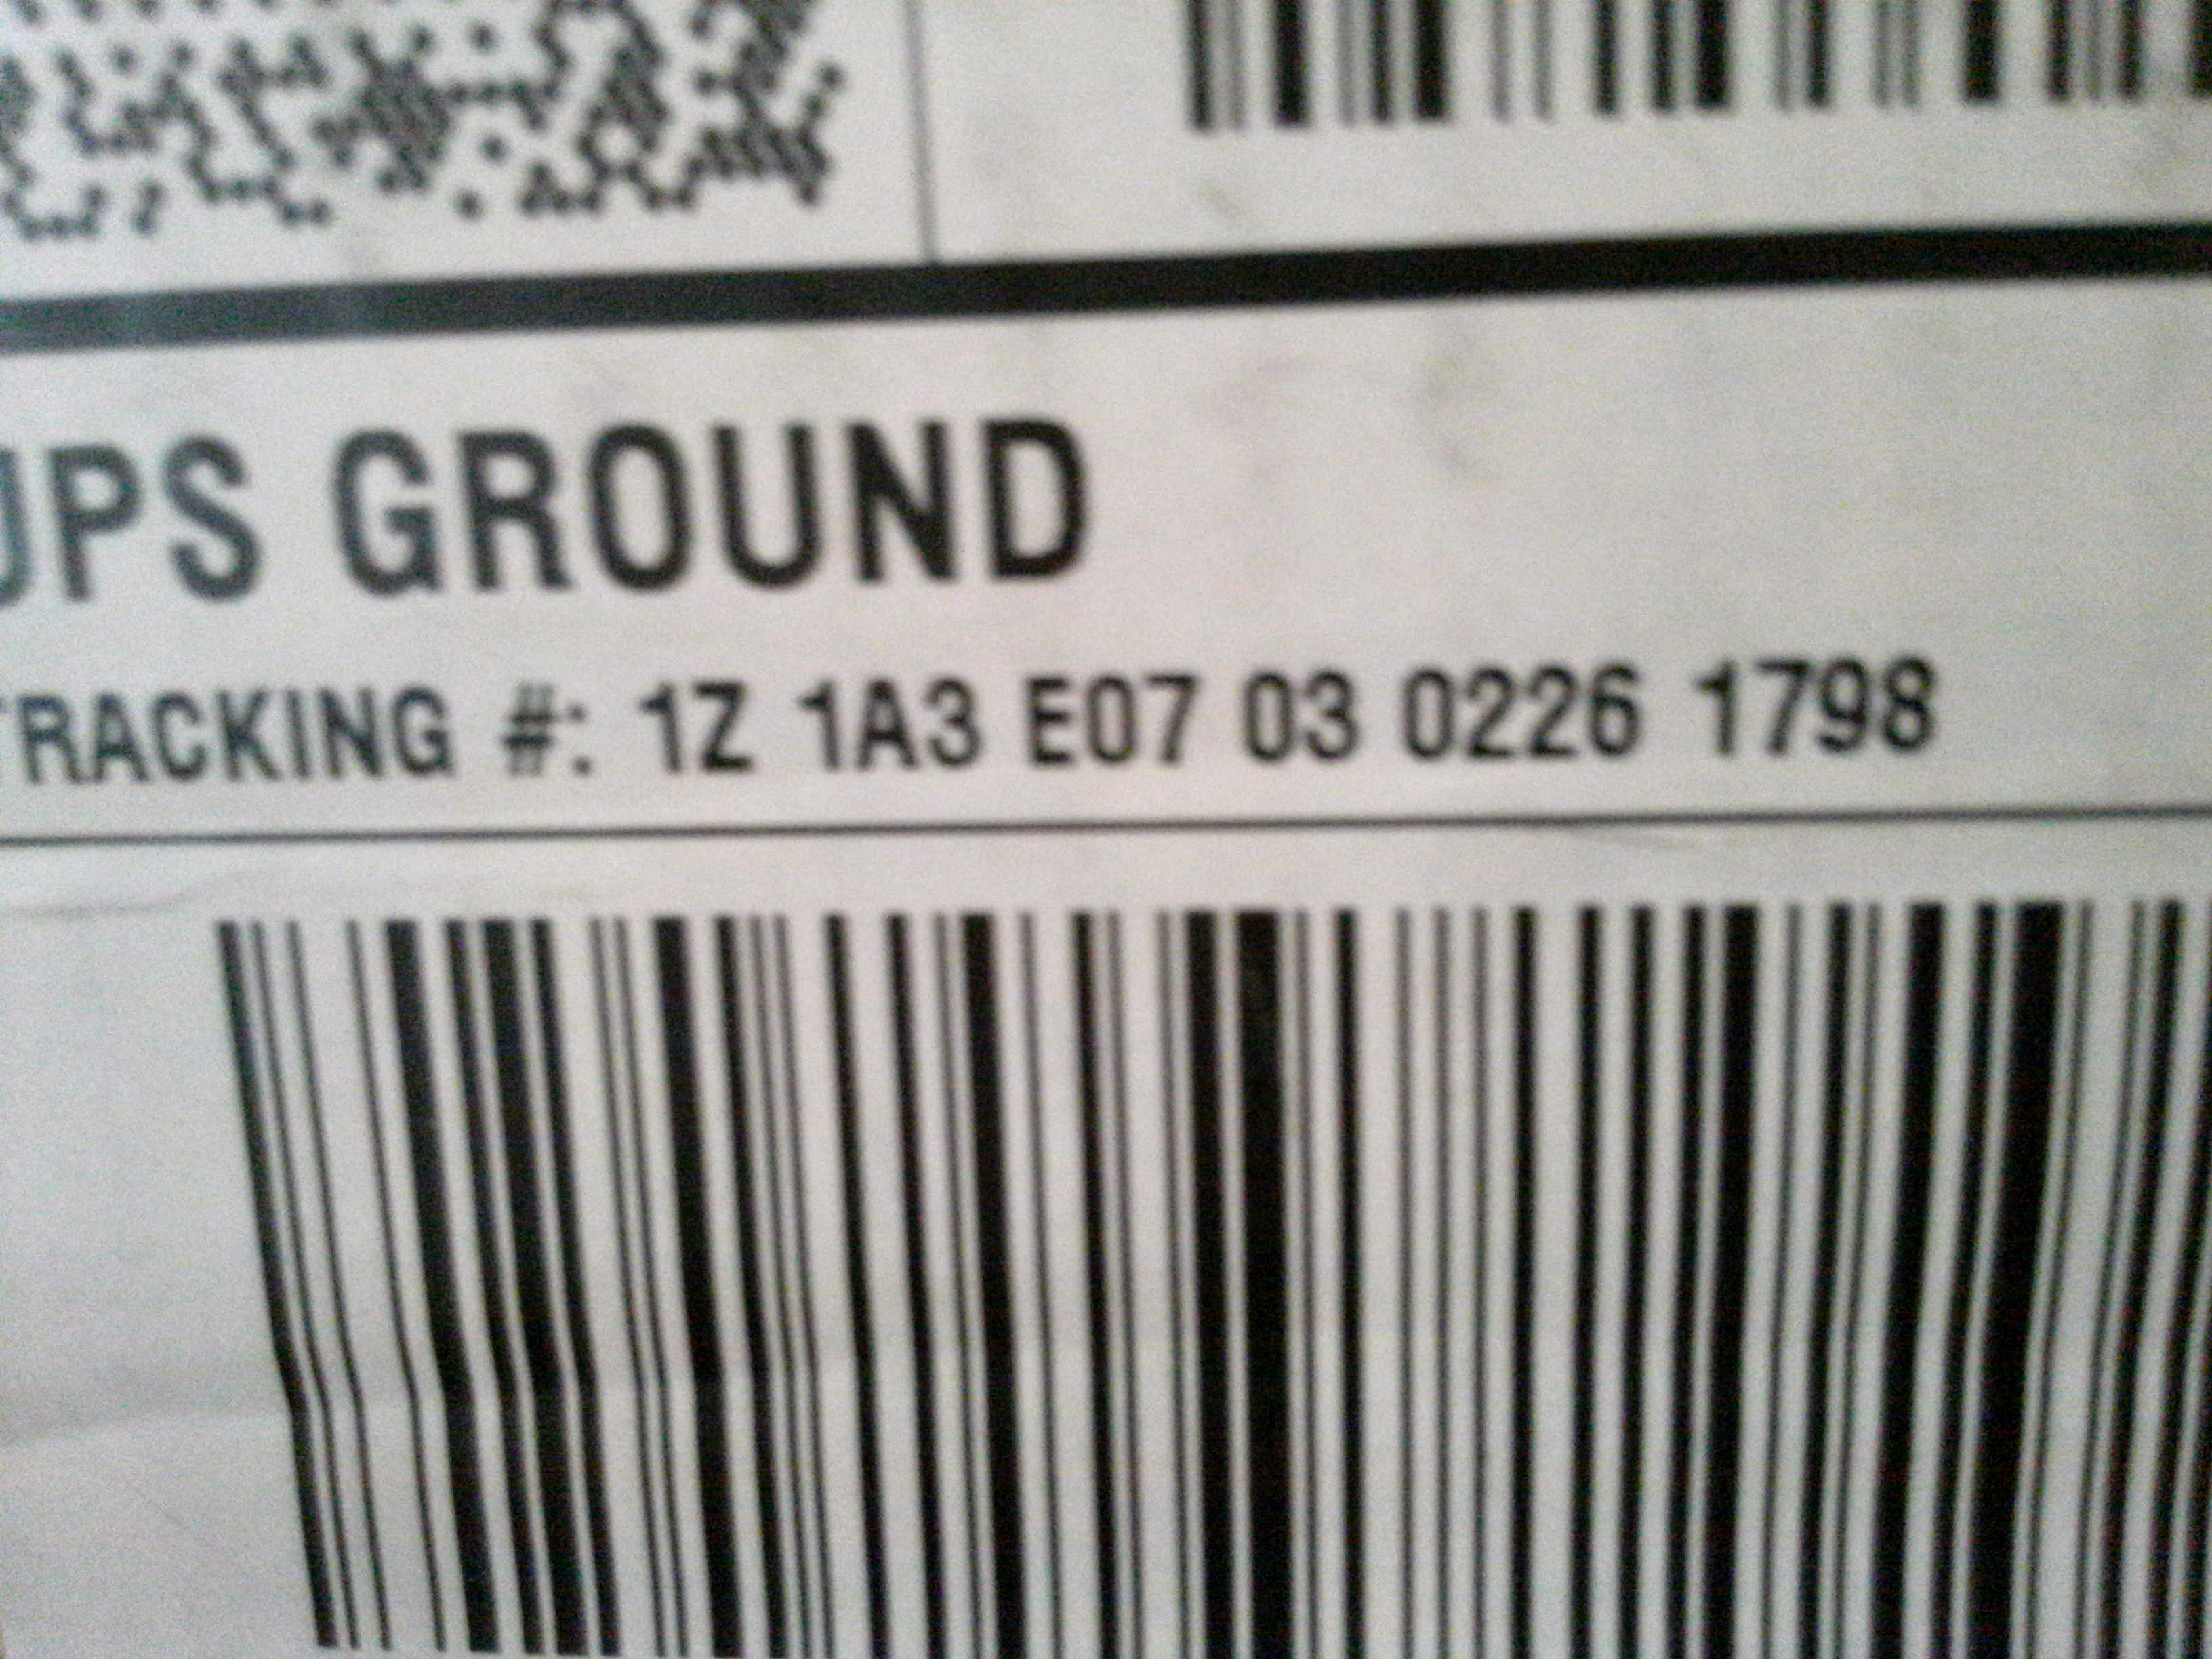 UPS GROUND
TRACKING #: 1Z 1A3 E07 03 0226 1798